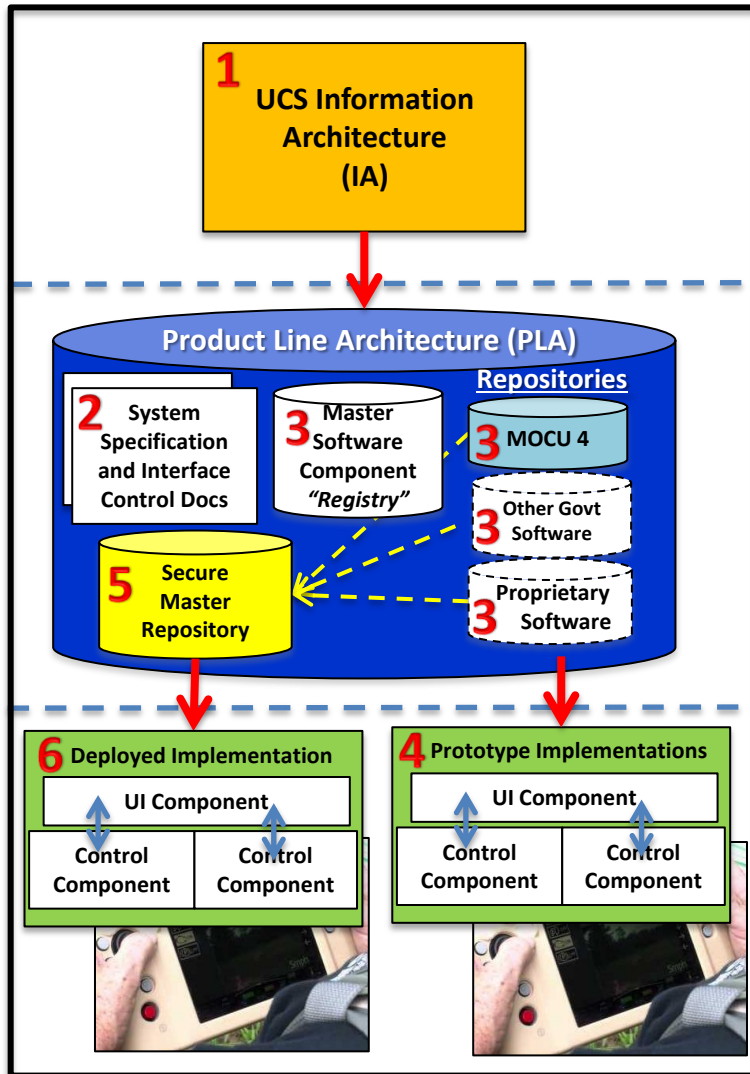 1
UCS Information
Architecture
(IA)
Product Line Architecture (PLA)
Repositories
2
System
Specification
and Interface
Control Docs
3
Master
Software
Component
“Registry”
3
MOCU 4
3
Other Govt
Software
3
Proprietary
Software
5
Secure
Master
Repository
6
Deployed Implementation
UI Component
Control
Component
Control
Component
4
Prototype Implementations
UI Component
Control
Component
Control
Component
5mph
5mph